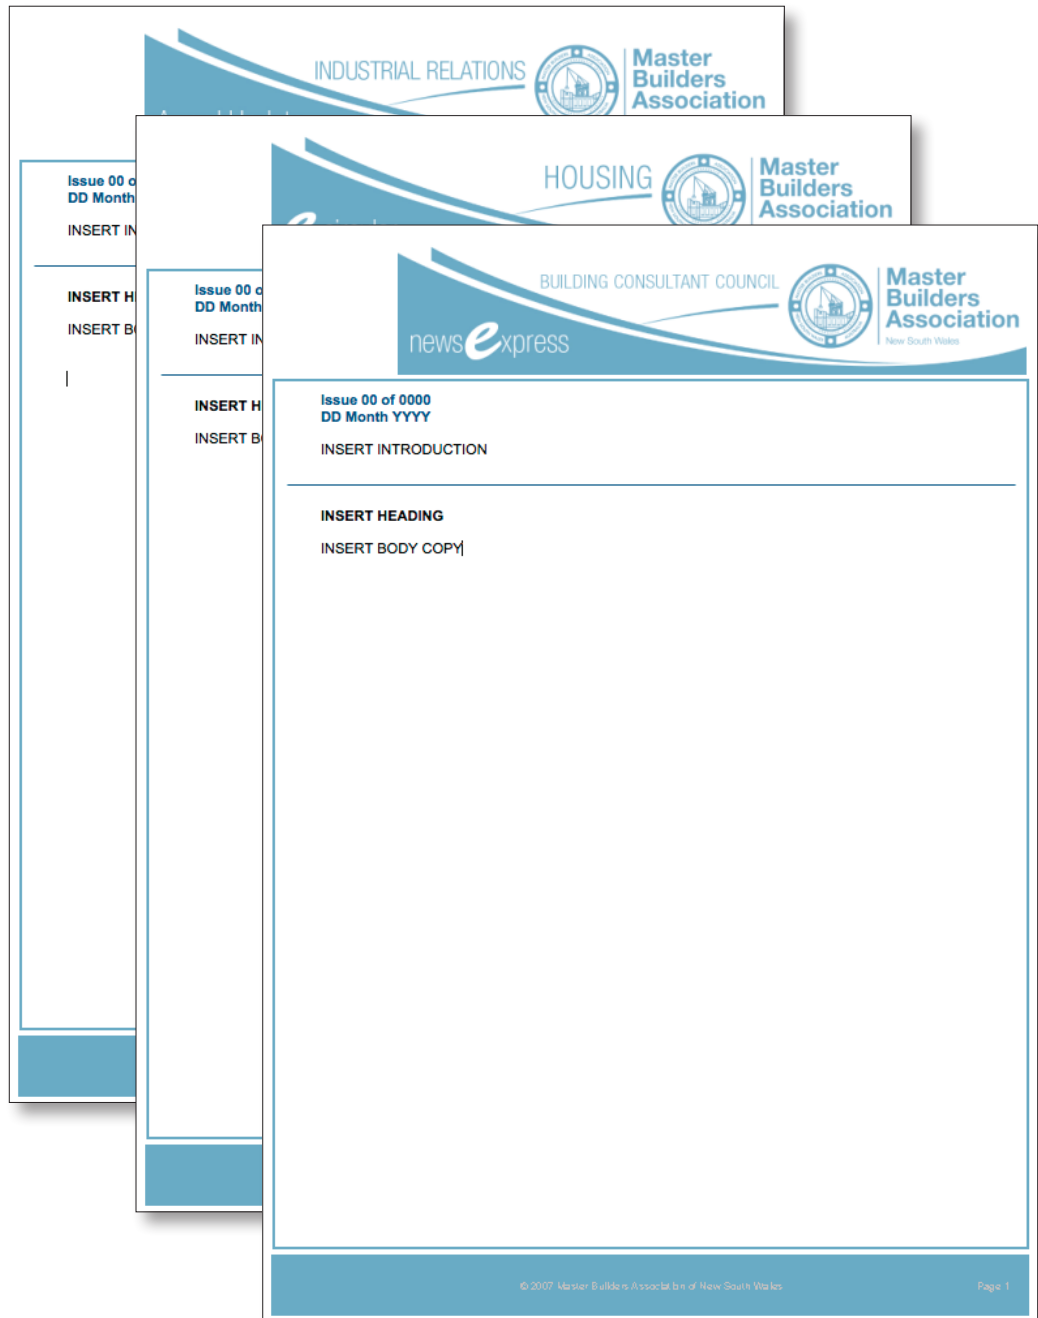 INDUSTRIAL RELATIONS
Master
Builders
Association
Issue 00 o
DD Month
INSERT IN
INSERT H
INSERT B
HOUSING
Master
Builders
Association
e
Issue 00 o
DD Month
INSERT IN
INSERT H
INSERT B
BUILDING CONSULTANT COUNCIL
Master
Builders
Association
New South Wales
newsexpress
Issue 00 of 0000
DD Month YYYY
INSERT INTRODUCTION
INSERT HEADING
INSERT BODY COPY
© 2007 Master Builders Association of New South Wales
Page 1